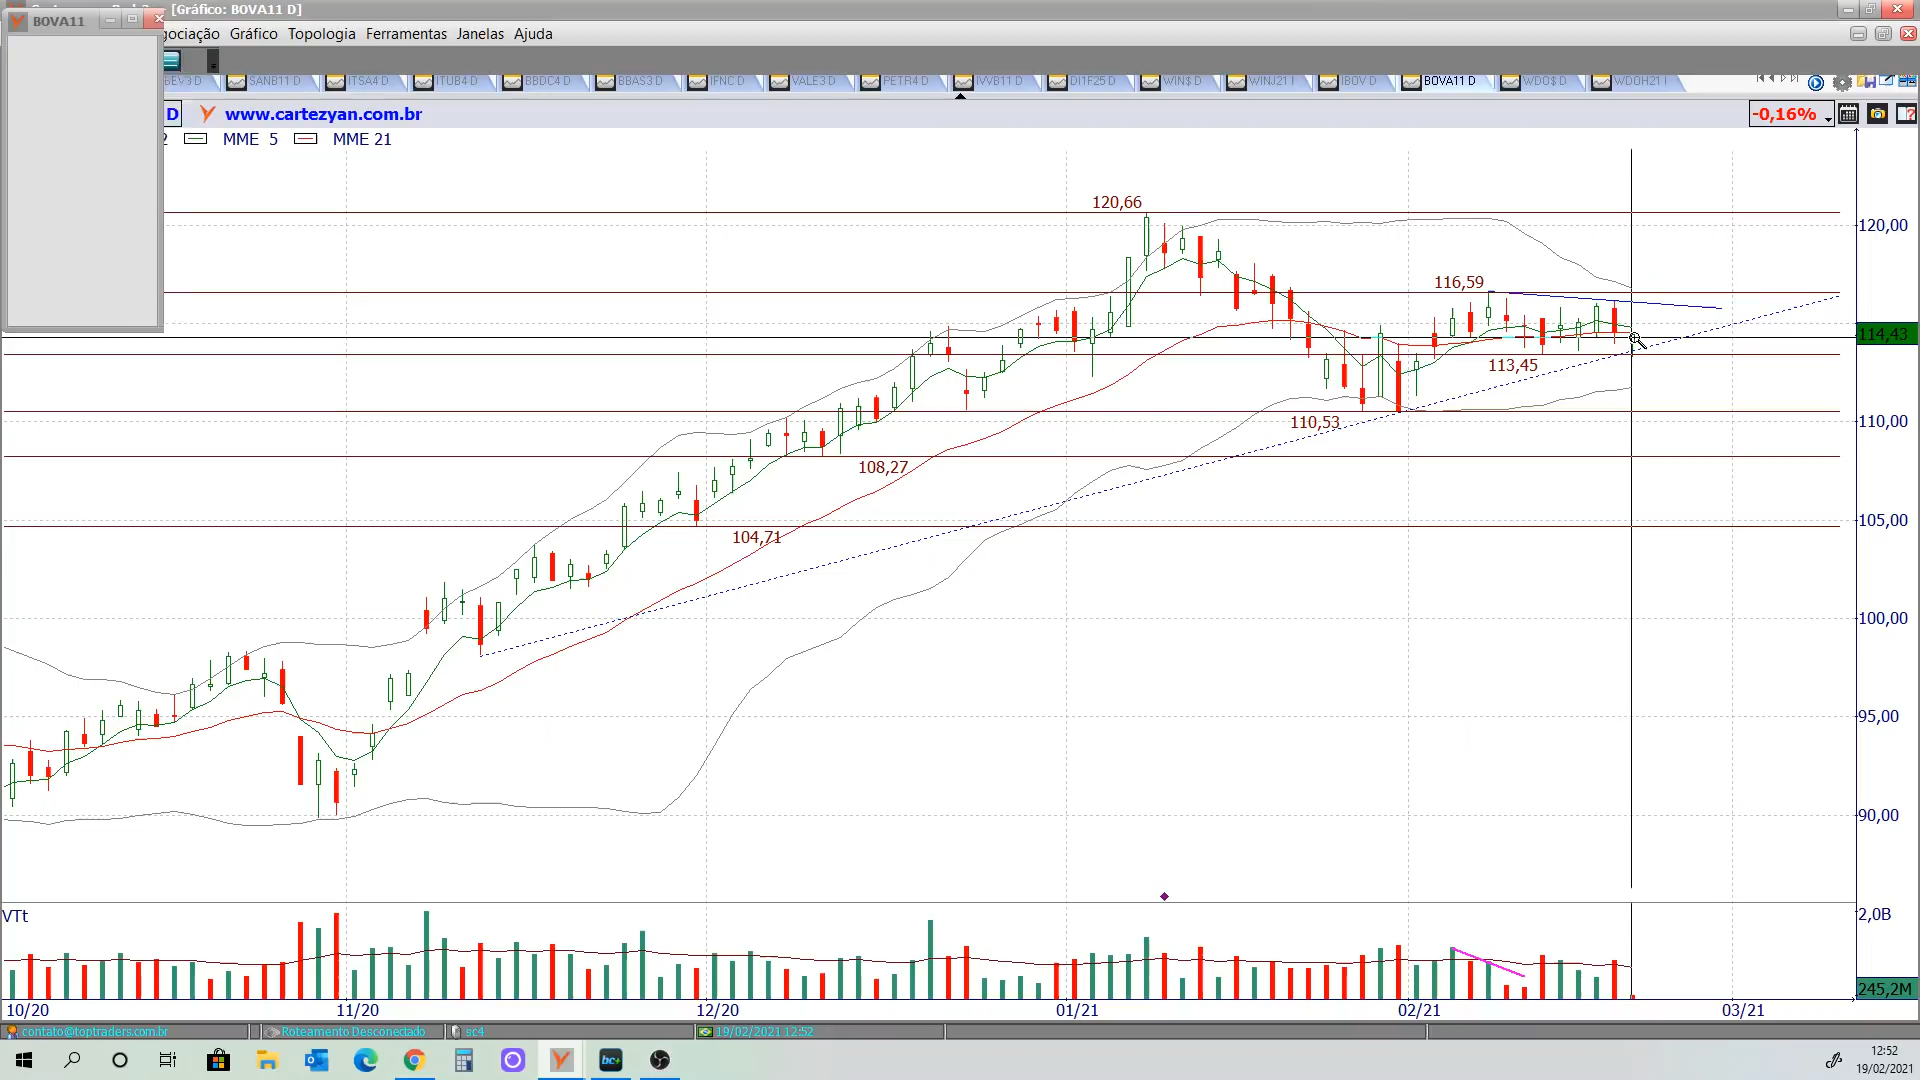 [Gráfico: BOVA11 D]
BOVA11
Gráfico Topologia Ferramentas Janelas Ajuda
SANB11 D ITSA4 D ITUB4 D BBDC4 D BBAS3 D IFNC D VALE3 D PETR4 D IVVB11 D DI1F25 D WIN$ D WINJ21 I IBOV D BOVA11 D WDO$ D WDOH21 I
D www.cartezyan.com.br -0,16%
MME 5 MME 21
120,66
120,00
116,59
114,43
113,45
110,53
110,00
108,27
104,71
105,00
100,00
95,00
90,00
VTt
2,0B
245,2M
10/20 11/20 12/20 01/21 02/21 03/21
contato@toptraders.com.br Roteamento Desconectado sc4 19/02/2021 12:52
12:52
19/02/2021